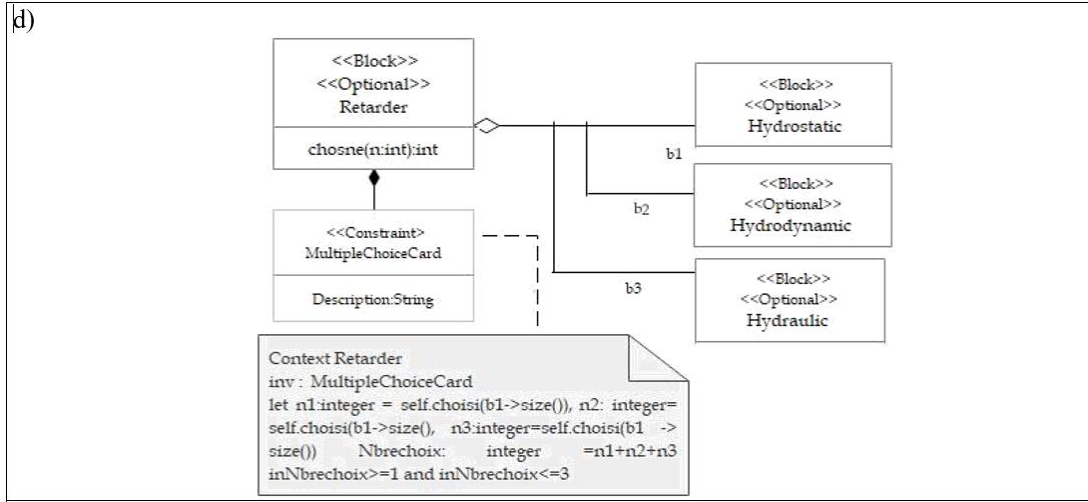 d)
<<Block>>
<<Optional>>
Retarder
chosne(n:int):int
<<Constraint>
MultipleChoiceCard
Description:String
<<Block>>
<<Optional>>
Hydrostatic
b1
<<Block>>
<<Optional>>
Hydrodynamic
b2
<<Block>>
<<Optional>>
Hydraulic
b3
Context Retarder
inv : MultipleChoiceCard
let n1:integer = self.choisi(b1->size()), n2: integer=
self.choisi(b1->size(), n3:integer=self.choisi(b1 ->
size()) Nbrechoix: integer =n1+n2+n3
inNbrechoix>=1 and inNbrechoix<=3